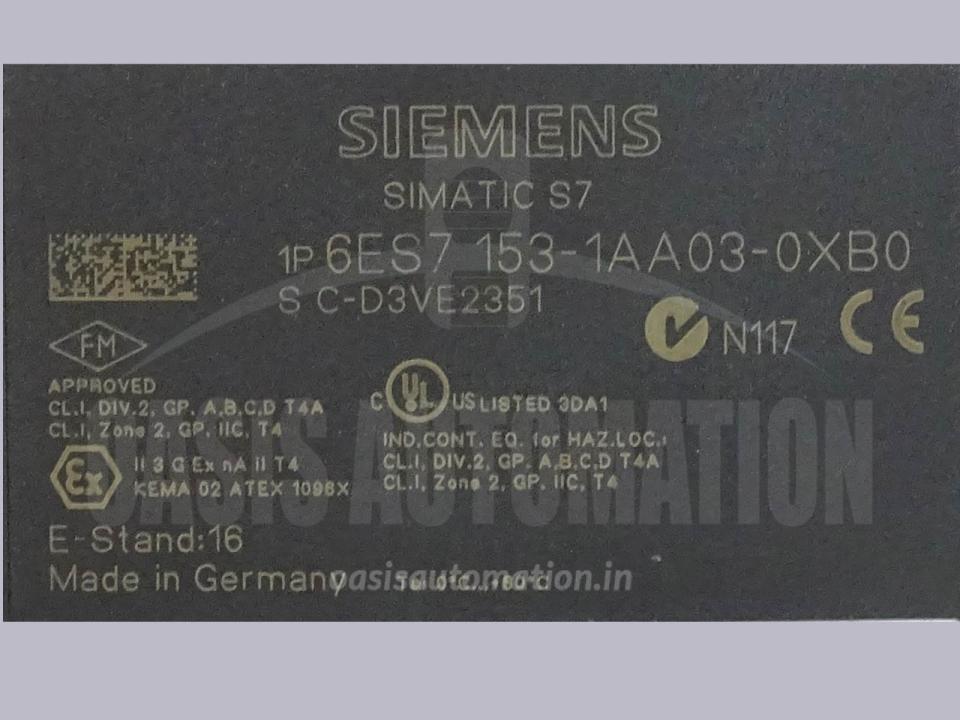 SIEMENS
SIMATIC S7
1P 6ES7 153-1AA03-0XB0
S C-D3VE2351
N117 CE
FM
APPROVED
CL.I, DIV.2, GP. A,B,C,D T4A
CL.I, Zone 2, GP. IIC, T4
Ex
II 3 G Ex nA II T4
KEMA 02 ATEX 1096X
C UL US LISTED 3DA1
IND.CONT. EQ. for HAZ.LOC.:
CL.I, DIV.2, GP. A,B,C,D T4A
CL.I, Zone 2, GP. IIC, T4
OASIS AUTOMATION
E-Stand:16
Made in Germany
oasisautomation.in